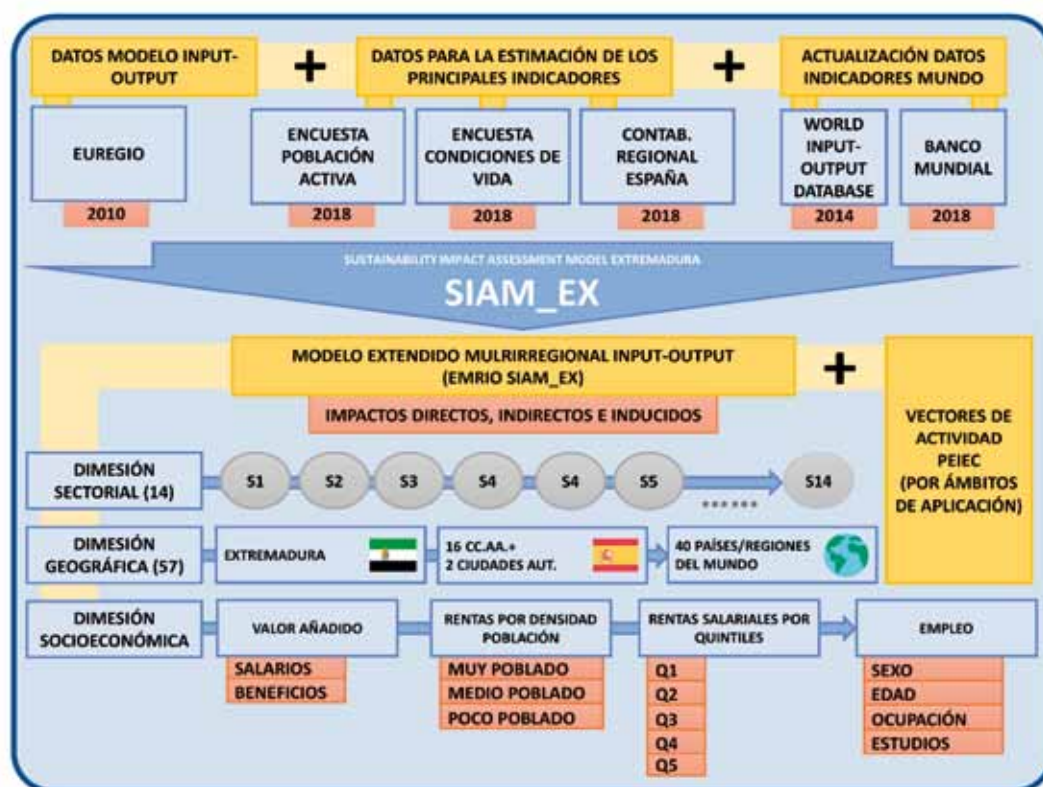 DATOS MODELO INPUT-
OUTPUT
+
DATOS PARA LA ESTIMACIÓN DE LOS
PRINCIPALES INDICADORES
+
ACTUALIZACIÓN DATOS
INDICADORES MUNDO
EUREGIO
2010
ENCUESTA
POBLACIÓN
ACTIVA
2018
ENCUESTA
CONDICIONES DE
VIDA
2018
CONTAB.
REGIONAL
ESPAÑA
2018
WORLD
INPUT-
OUTPUT
DATABASE
2014
BANCO
MUNDIAL
2018
SUSTAINABILITY IMPACT ASSESSMENT MODEL EXTREMADURA
SIAM_EX
MODELO EXTENDIDO MULRIRREGIONAL INPUT-OUTPUT
(EMRIO SIAM_EX)
+
IMPACTOS DIRECTOS, INDIRECTOS E INDUCIDOS
VECTORES DE
ACTIVIDAD
PEIEC
(POR ÁMBITOS
DE APLICACIÓN)
DIMESIÓN
SECTORIAL (14)
S1
S2
S3
S4
S4
S5
......
S14
DIMESIÓN
GEOGRÁFICA (57)
EXTREMADURA
16 CC.AA.+
2 CIUDADES AUT.
40 PAÍSES/REGIONES
DEL MUNDO
DIMESIÓN
SOCIOECONÓMICA
VALOR AÑADIDO
SALARIOS
BENEFICIOS
RENTAS POR DENSIDAD
POBLACIÓN
MUY POBLADO
MEDIO POBLADO
POCO POBLADO
RENTAS SALARIALES POR
QUINTILES
Q1
Q2
Q3
Q4
Q5
EMPLEO
SEXO
EDAD
OCUPACIÓN
ESTUDIOS